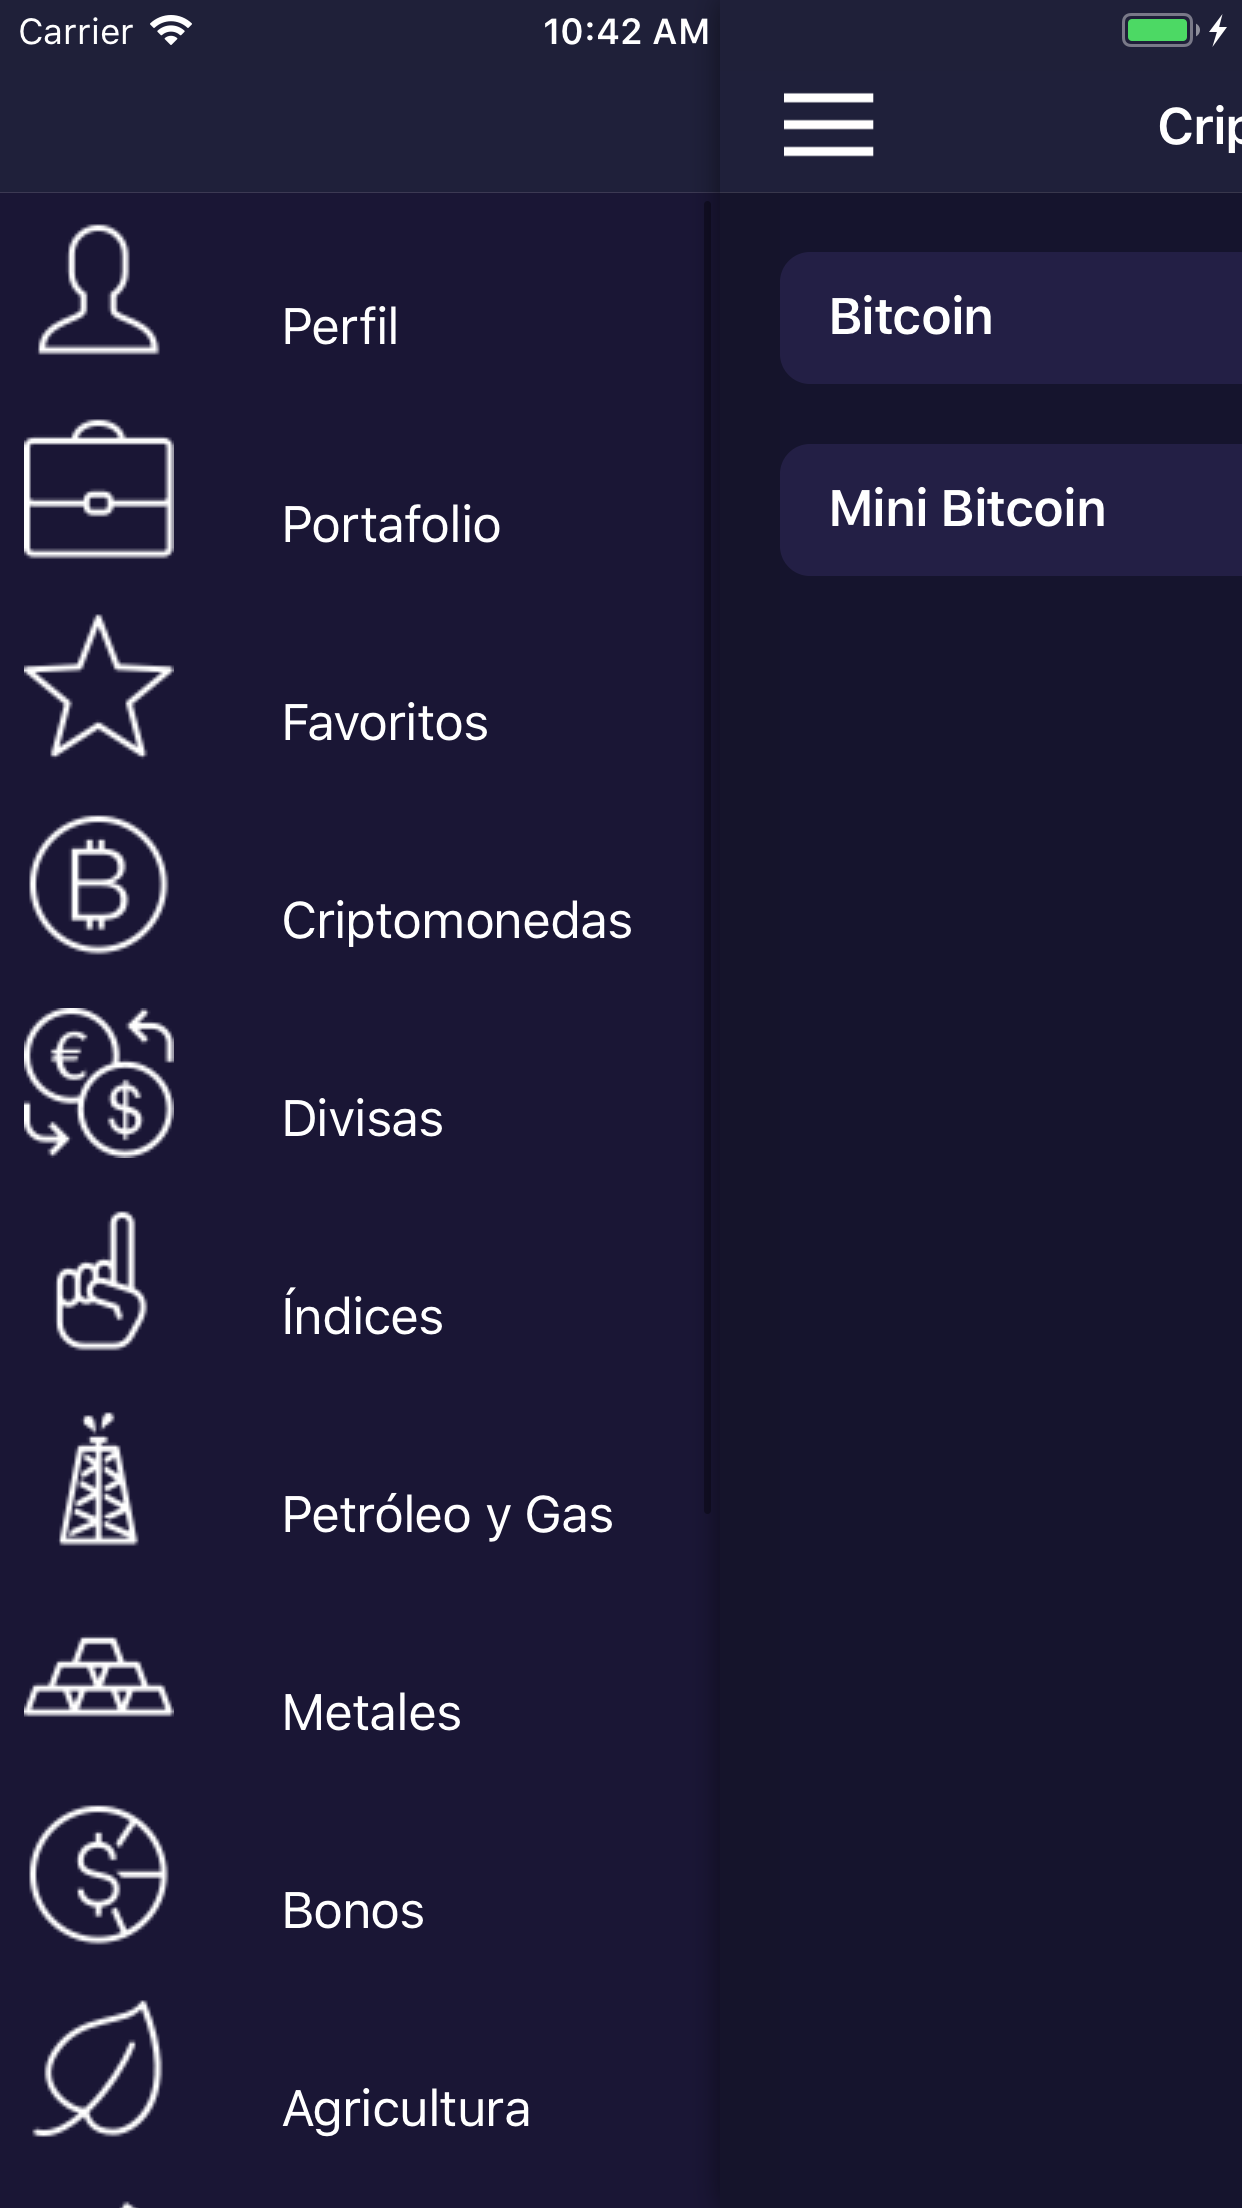 Carrier 10:42 AM
Crip
Perfil
Portafolio
Favoritos
Criptomonedas
Divisas
Índices
Petróleo y Gas
Metales
Bonos
Agricultura
Bitcoin
Mini Bitcoin